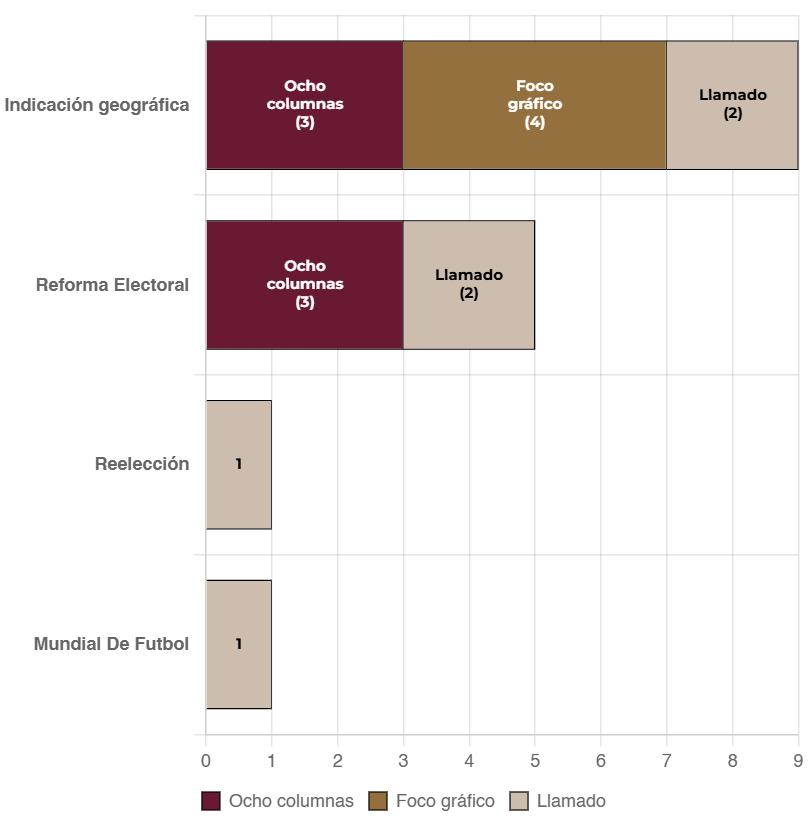 Indicación geográfica
Ocho
columnas
(3)
Foco
gráfico
(4)
Llamado
(2)
Reforma Electoral
Ocho
columnas
(3)
Llamado
(2)
Reelección
1
Mundial De Futbol
1
0 1 2 3 4 5 6 7 8 9
Ocho columnas Foco gráfico Llamado